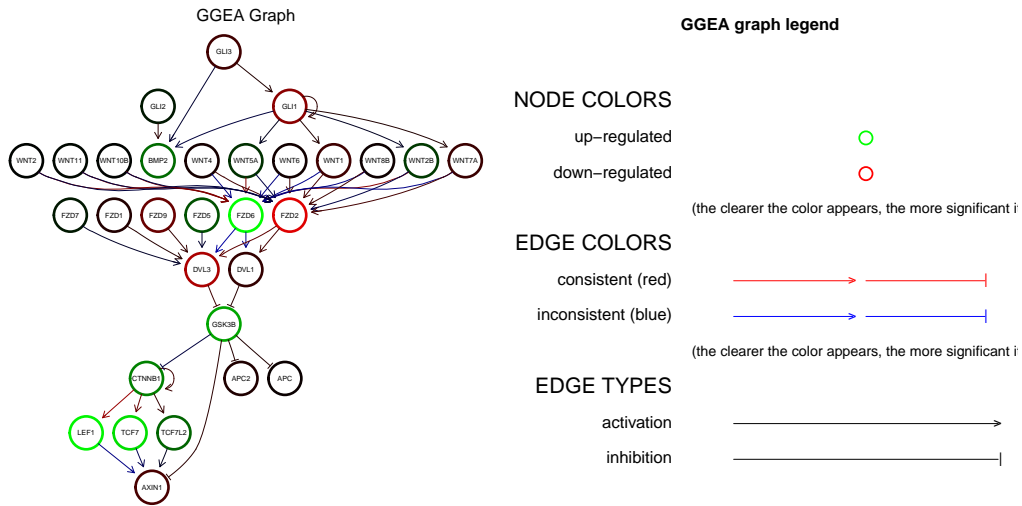 GGEA Graph
GLI3
GLI2
GLI1
WNT2
WNT11
WNT10B
BMP2
WNT4
WNT5A
WNT6
WNT1
WNT8B
WNT2B
WNT7A
FZD7
FZD1
FZD9
FZD5
FZD6
FZD2
DVL3
DVL1
GSK3B
CTNNB1
APC2
APC
LEF1
TCF7
TCF7L2
AXIN1
GGEA graph legend
NODE COLORS
up−regulated
down−regulated
(the clearer the color appears, the more significant i
EDGE COLORS
consistent (red)
inconsistent (blue)
(the clearer the color appears, the more significant i
EDGE TYPES
activation
inhibition